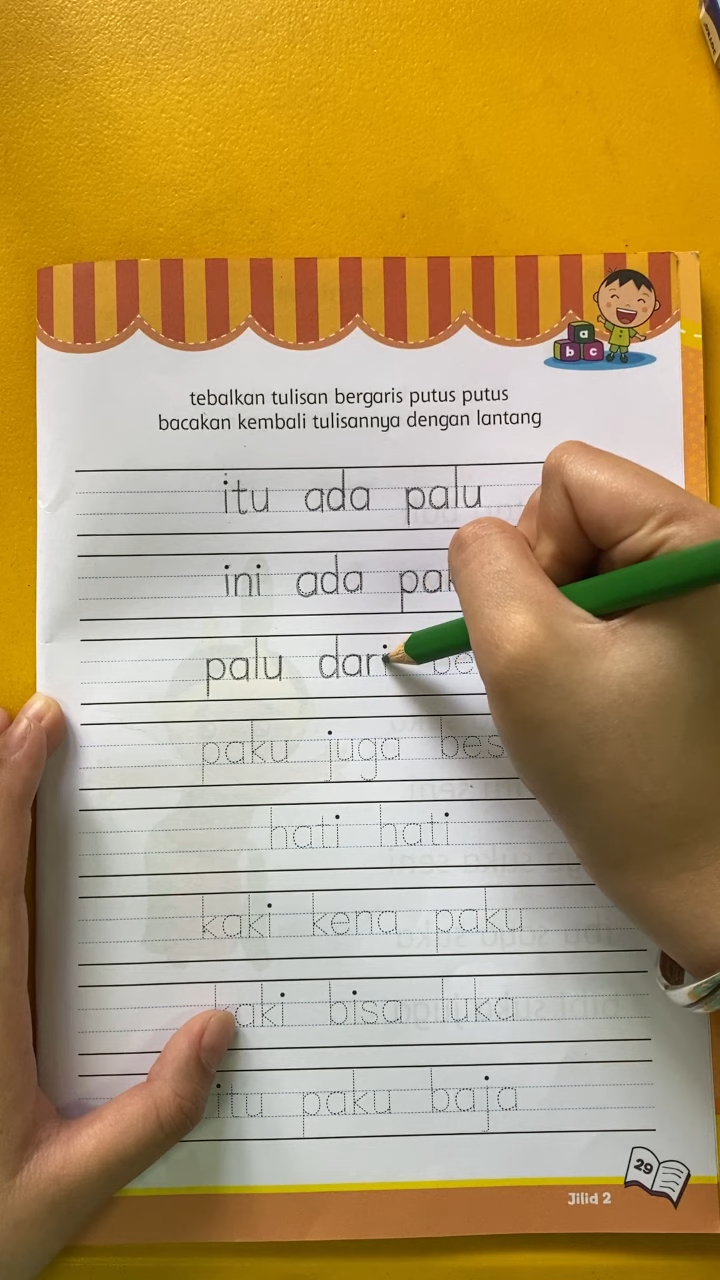 a
b c
tebalkan tulisan bergaris putus putus
bacakan kembali tulisannya dengan lantang
itu ada palu
ini ada
palu dari
paku juga
hati hati
kaki kena paku
kaki bisa luka
itu paku baja
29
Jilid 2